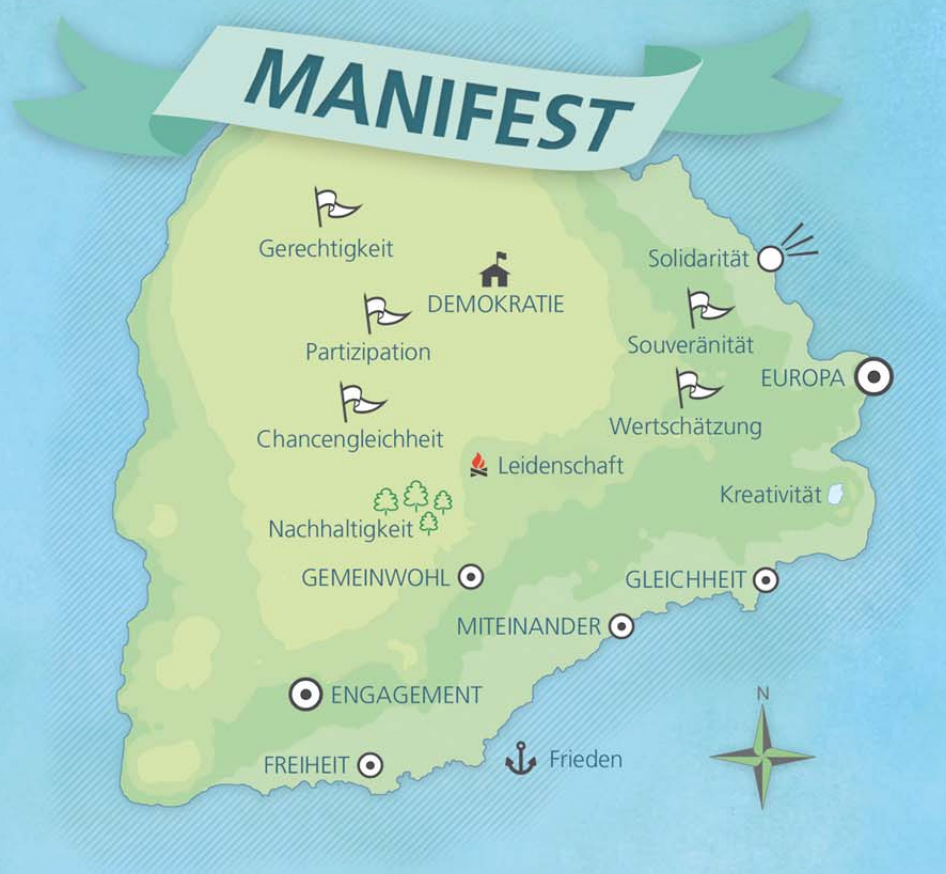 MANIFEST
Gerechtigkeit
Solidarität
DEMOKRATIE
Souveränität
Partizipation
EUROPA
Wertschätzung
Chancengleichheit
Leidenschaft
Kreativität
Nachhaltigkeit
GEMEINWOHL
GLEICHHEIT
MITEINANDER
ENGAGEMENT
N
FREIHEIT
Frieden